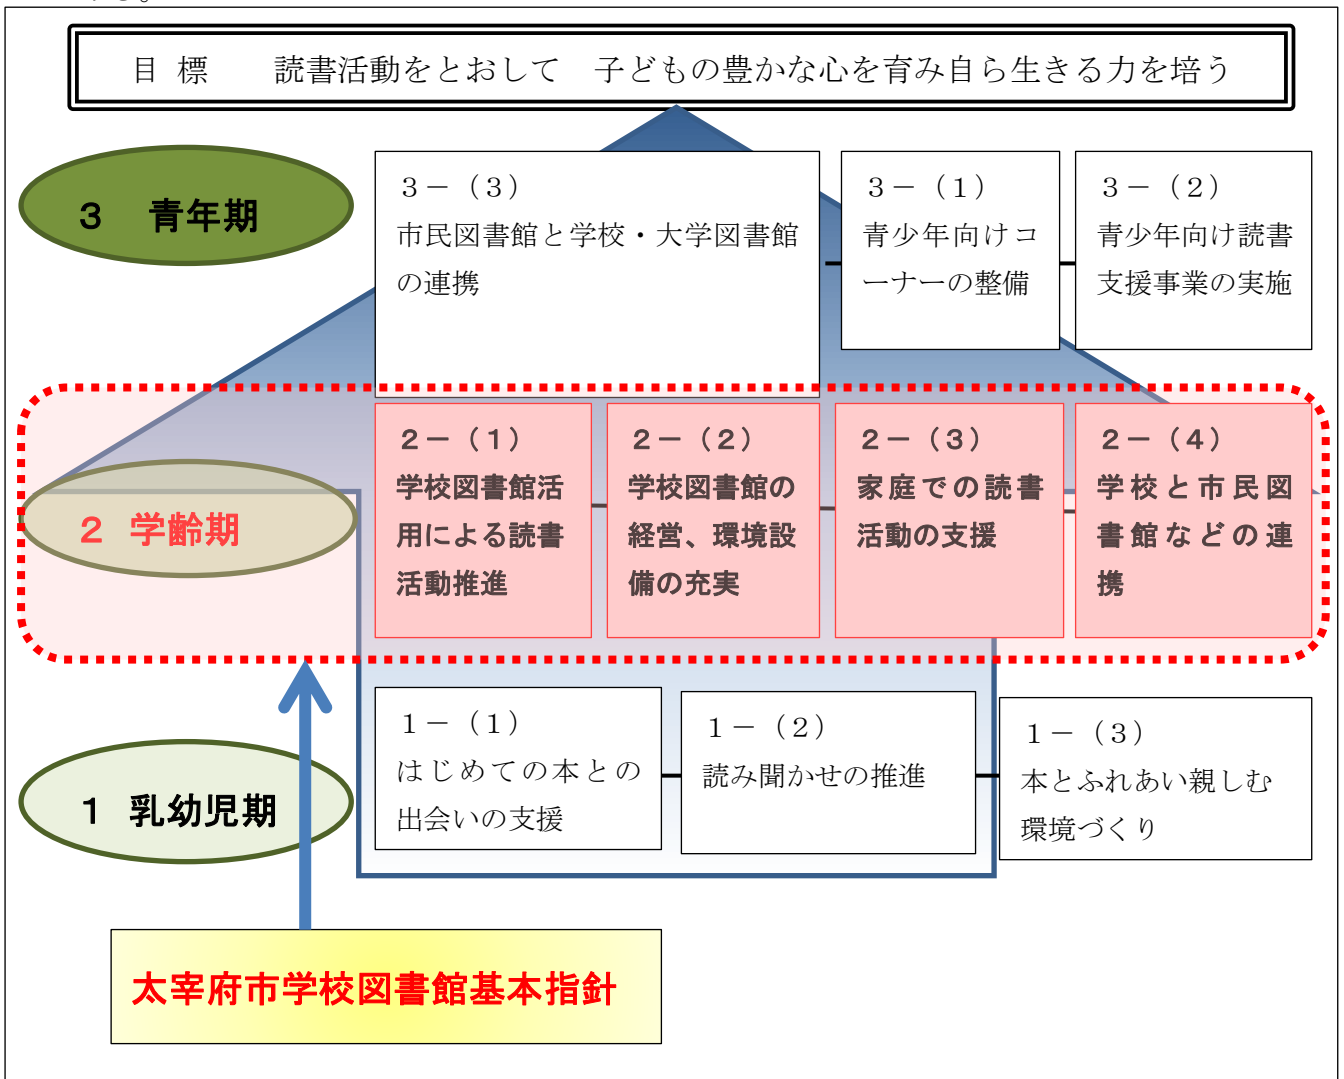 目 標　　読書活動をとおして　子どもの豊かな心を育み自ら生きる力を培う
３　青年期
３－（３）
市民図書館と学校・大学図書館
の連携
３－（１）
青少年向けコ
ーナーの整備
３－（２）
青少年向け読書
支援事業の実施
２ 学齢期
２－（１）
学校図書館活
用による読書
活動推進
２－（２）
学校図書館の
経営、環境設
備の充実
２－（３）
家庭での読書
活動の支援
２－（４）
学校と市民図
書館などの連
携
１ 乳幼児期
１－（１）
はじめての本との
出会いの支援
１－（２）
読み聞かせの推進
１－（３）
本とふれあい親しむ
環境づくり
太宰府市学校図書館基本指針